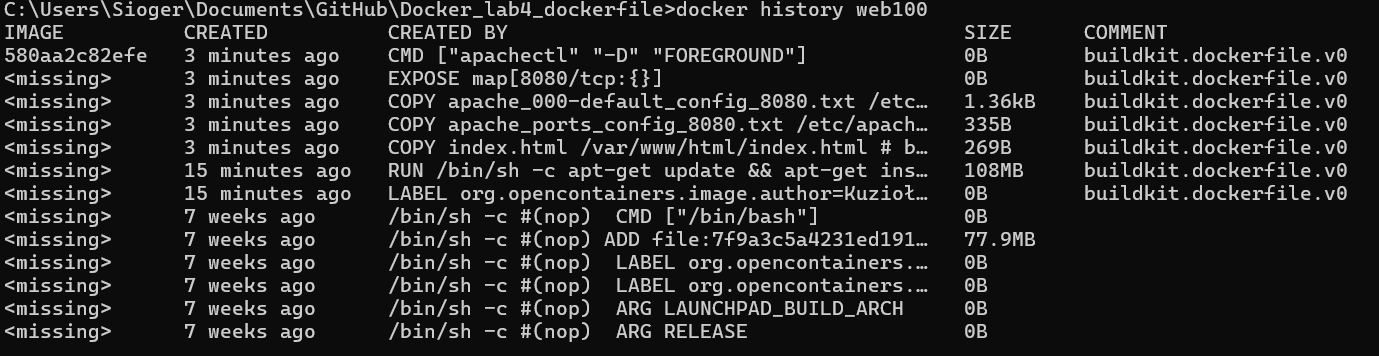 C:\Users\Sioger\Documents\GitHub\Docker_lab4_dockerfile>docker history web100
IMAGE CREATED CREATED BY SIZE COMMENT
580aa2c82efe 3 minutes ago CMD ["apachectl" "-D" "FOREGROUND"] 0B buildkit.dockerfile.v0
<missing> 3 minutes ago EXPOSE map[8080/tcp:{}] 0B buildkit.dockerfile.v0
<missing> 3 minutes ago COPY apache_000-default_config_8080.txt /etc… 1.36kB buildkit.dockerfile.v0
<missing> 3 minutes ago COPY apache_ports_config_8080.txt /etc/apach… 335B buildkit.dockerfile.v0
<missing> 3 minutes ago COPY index.html /var/www/html/index.html # b… 269B buildkit.dockerfile.v0
<missing> 15 minutes ago RUN /bin/sh -c apt-get update && apt-get ins… 108MB buildkit.dockerfile.v0
<missing> 15 minutes ago LABEL org.opencontainers.image.author=Kuzioł… 0B buildkit.dockerfile.v0
<missing> 7 weeks ago /bin/sh -c #(nop) CMD ["/bin/bash"] 0B
<missing> 7 weeks ago /bin/sh -c #(nop) ADD file:7f9a3c5a4231ed191… 77.9MB
<missing> 7 weeks ago /bin/sh -c #(nop) LABEL org.opencontainers.… 0B
<missing> 7 weeks ago /bin/sh -c #(nop) LABEL org.opencontainers.… 0B
<missing> 7 weeks ago /bin/sh -c #(nop) ARG LAUNCHPAD_BUILD_ARCH 0B
<missing> 7 weeks ago /bin/sh -c #(nop) ARG RELEASE 0B